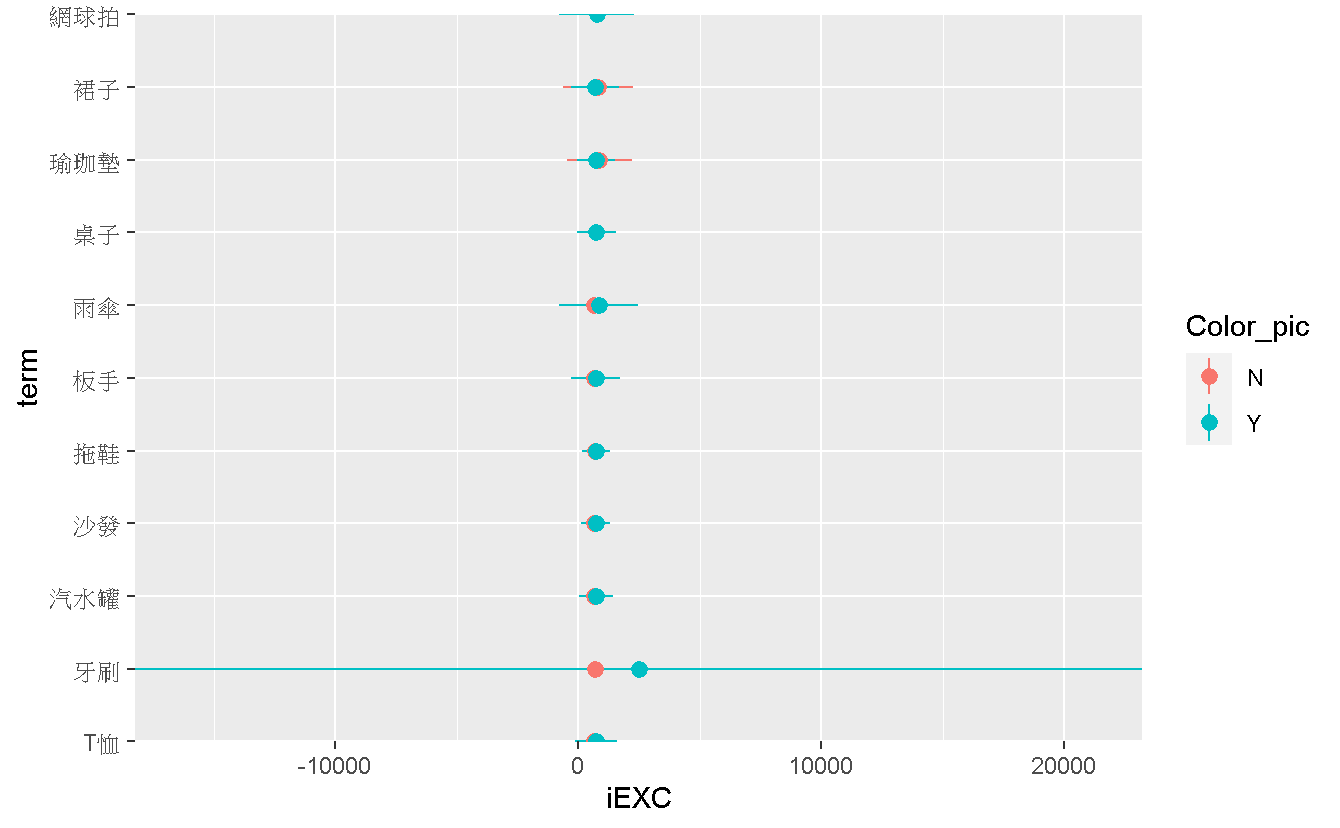 網球拍
裙子
瑜珈墊
桌子
雨傘
板手
拖鞋
沙發
汽水罐
牙刷
T恤
term
-10000
0
10000
20000
iEXC
Color_pic
N
Y